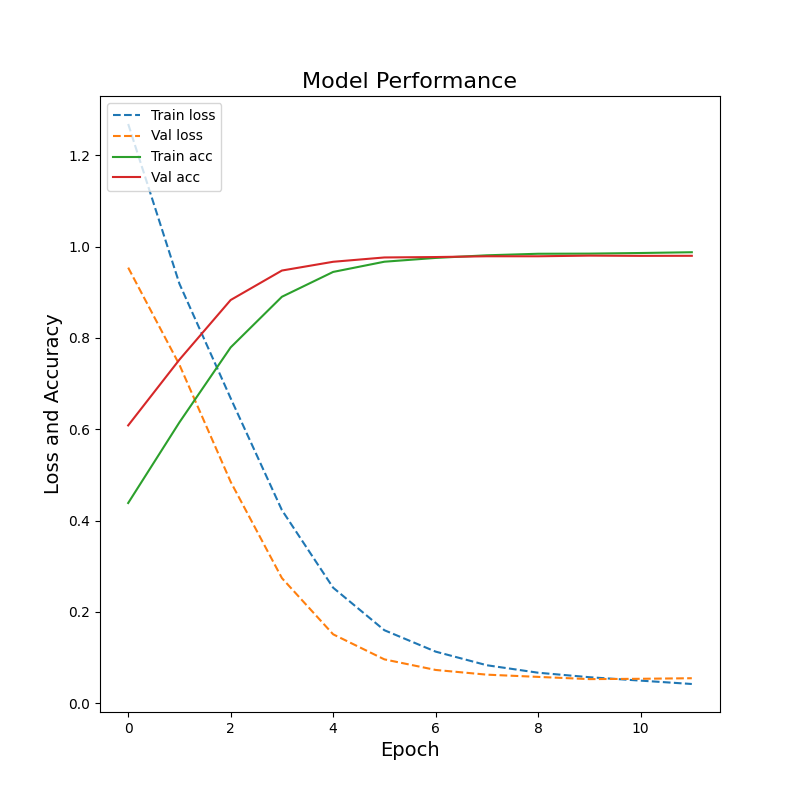 Model Performance
Train loss
Val loss
Train acc
Val acc
Loss and Accuracy
1.2
1.0
0.8
0.6
0.4
0.2
0.0
0 2 4 6 8 10
Epoch